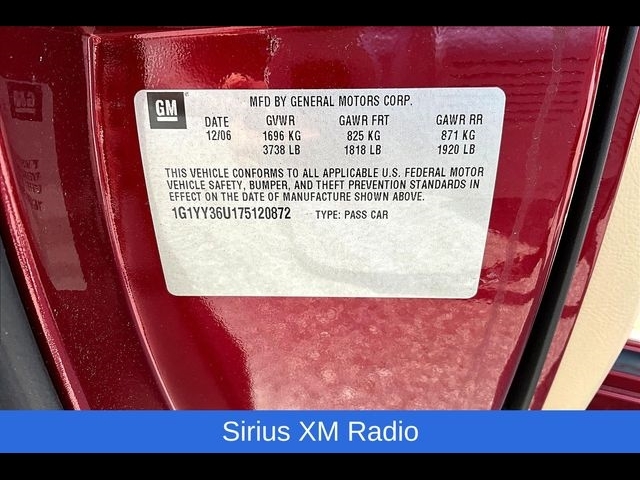 GM
MFD BY GENERAL MOTORS CORP.
DATE GVWR GAWR FRT GAWR RR
12/06 1696 KG 825 KG 871 KG
3738 LB 1818 LB 1920 LB
THIS VEHICLE CONFORMS TO ALL APPLICABLE U.S. FEDERAL MOTOR
VEHICLE SAFETY, BUMPER, AND THEFT PREVENTION STANDARDS IN
EFFECT ON THE DATE OF MANUFACTURE SHOWN ABOVE.
1G1YY36U175120872 TYPE: PASS CAR
Sirius XM Radio